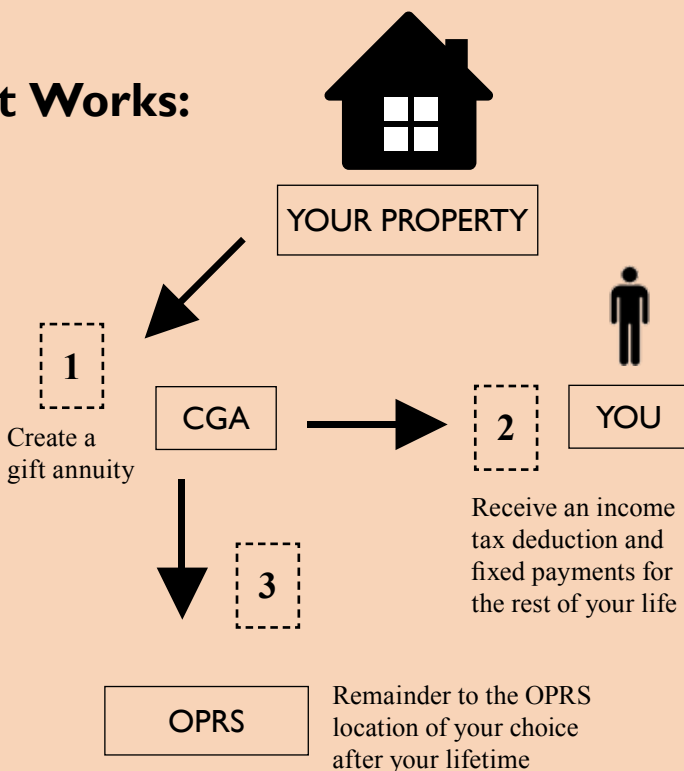 t Works:
YOUR PROPERTY
1
Create a
gift annuity
CGA
2
YOU
Receive an income
tax deduction and
fixed payments for
the rest of your life
3
OPRS
Remainder to the OPRS
location of your choice
after your lifetime